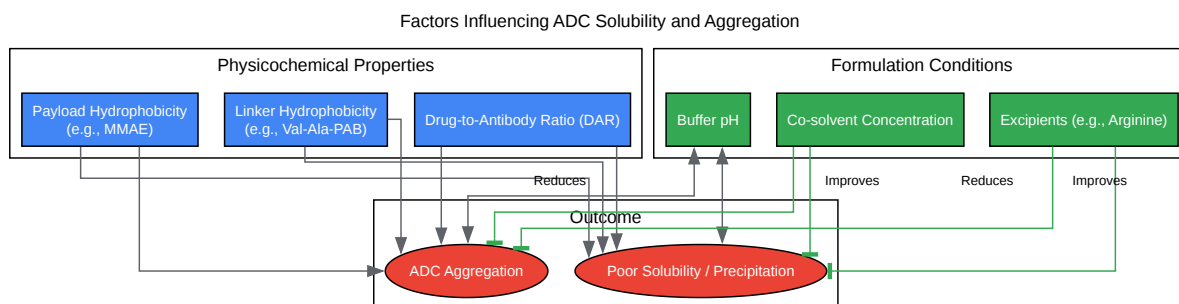 Factors Influencing ADC Solubility and Aggregation
Physicochemical Properties
Formulation Conditions
Payload Hydrophobicity
(e.g., MMAE)
Linker Hydrophobicity
(e.g., Val-Ala-PAB)
Drug-to-Antibody Ratio (DAR)
Buffer pH
Co-solvent Concentration
Excipients (e.g., Arginine)
Reduces
Improves
Reduces
Improves
Outcome
ADC Aggregation
Poor Solubility / Precipitation